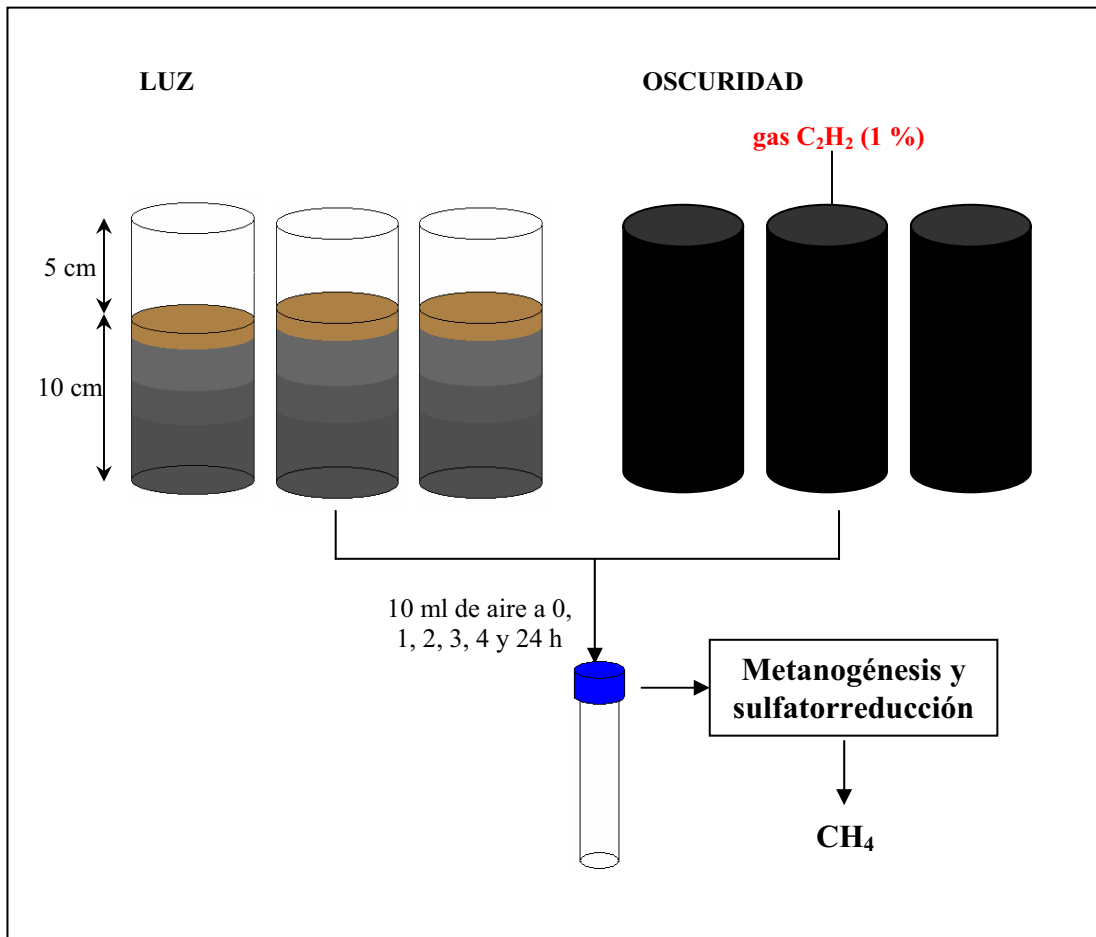 LUZ
OSCURIDAD
gas C₂H₂ (1 %)
5 cm
10 cm
10 ml de aire a 0,
1, 2, 3, 4 y 24 h
Metanogénesis y
sulfatorreducción
CH₄